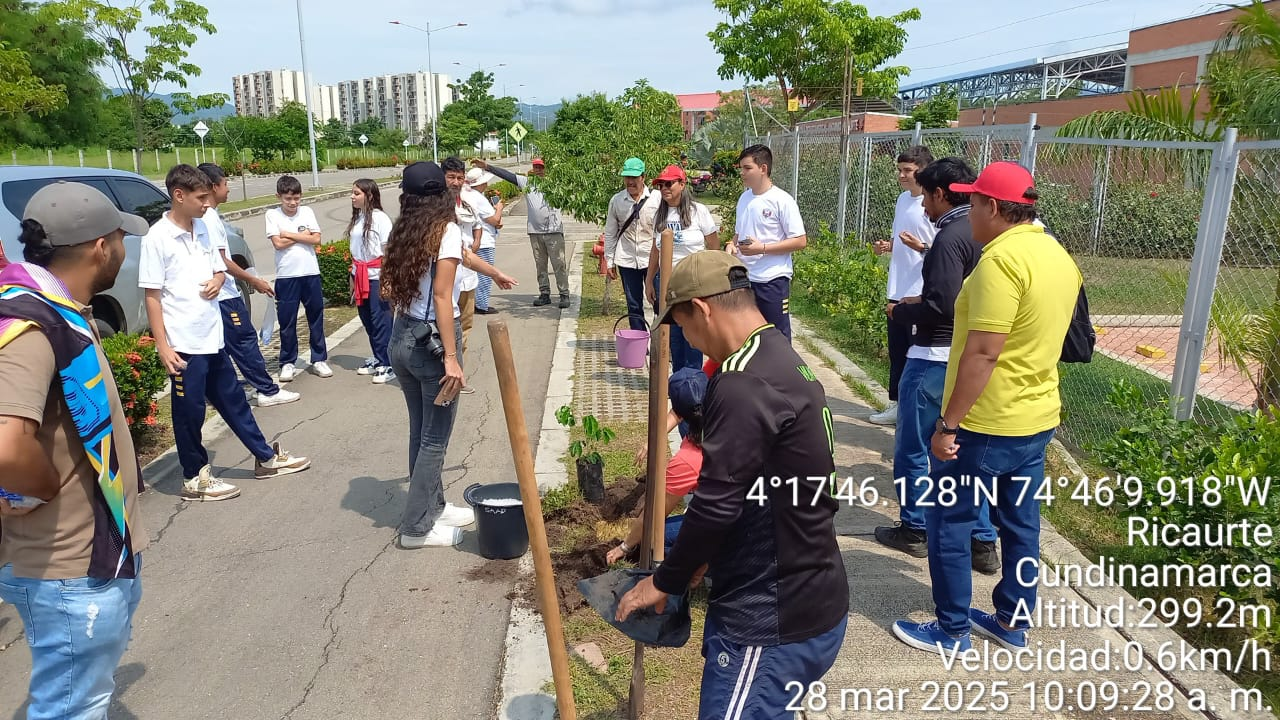 4°17'46,128"N 74°46'9,918"W
Ricaurte
Cundinamarca
Altitud:299.2m
Velocidad:0.6km/h
28 mar 2025 10:09:28 a. m.